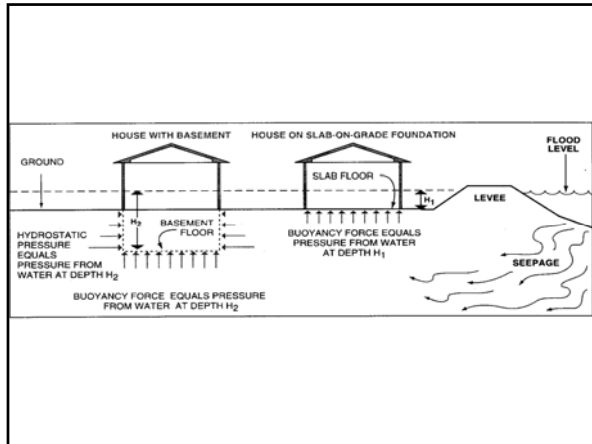 HOUSE WITH BASEMENT
HOUSE ON SLAB-ON-GRADE FOUNDATION
FLOOD
LEVEL
GROUND
SLAB FLOOR
H1
LEVEE
H2
BASEMENT
FLOOR
HYDROSTATIC
PRESSURE
EQUALS
PRESSURE FROM
WATER AT DEPTH H2
BUOYANCY FORCE EQUALS
PRESSURE FROM WATER
AT DEPTH H1
SEEPAGE
BUOYANCY FORCE EQUALS PRESSURE
FROM WATER AT DEPTH H2